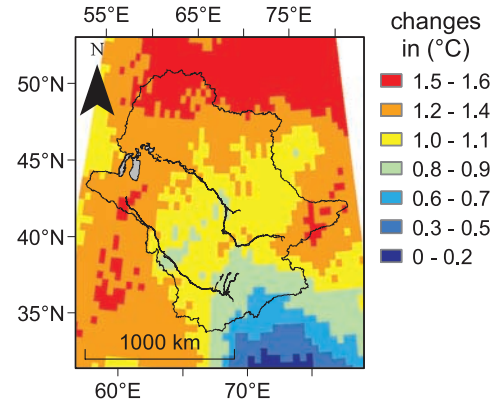 55°E 65°E 75°E
changes
in (°C)
N
50°N
45°N
40°N
35°N
1.5 - 1.6
1.2 - 1.4
1.0 - 1.1
0.8 - 0.9
0.6 - 0.7
0.3 - 0.5
0 - 0.2
1000 km
60°E 70°E